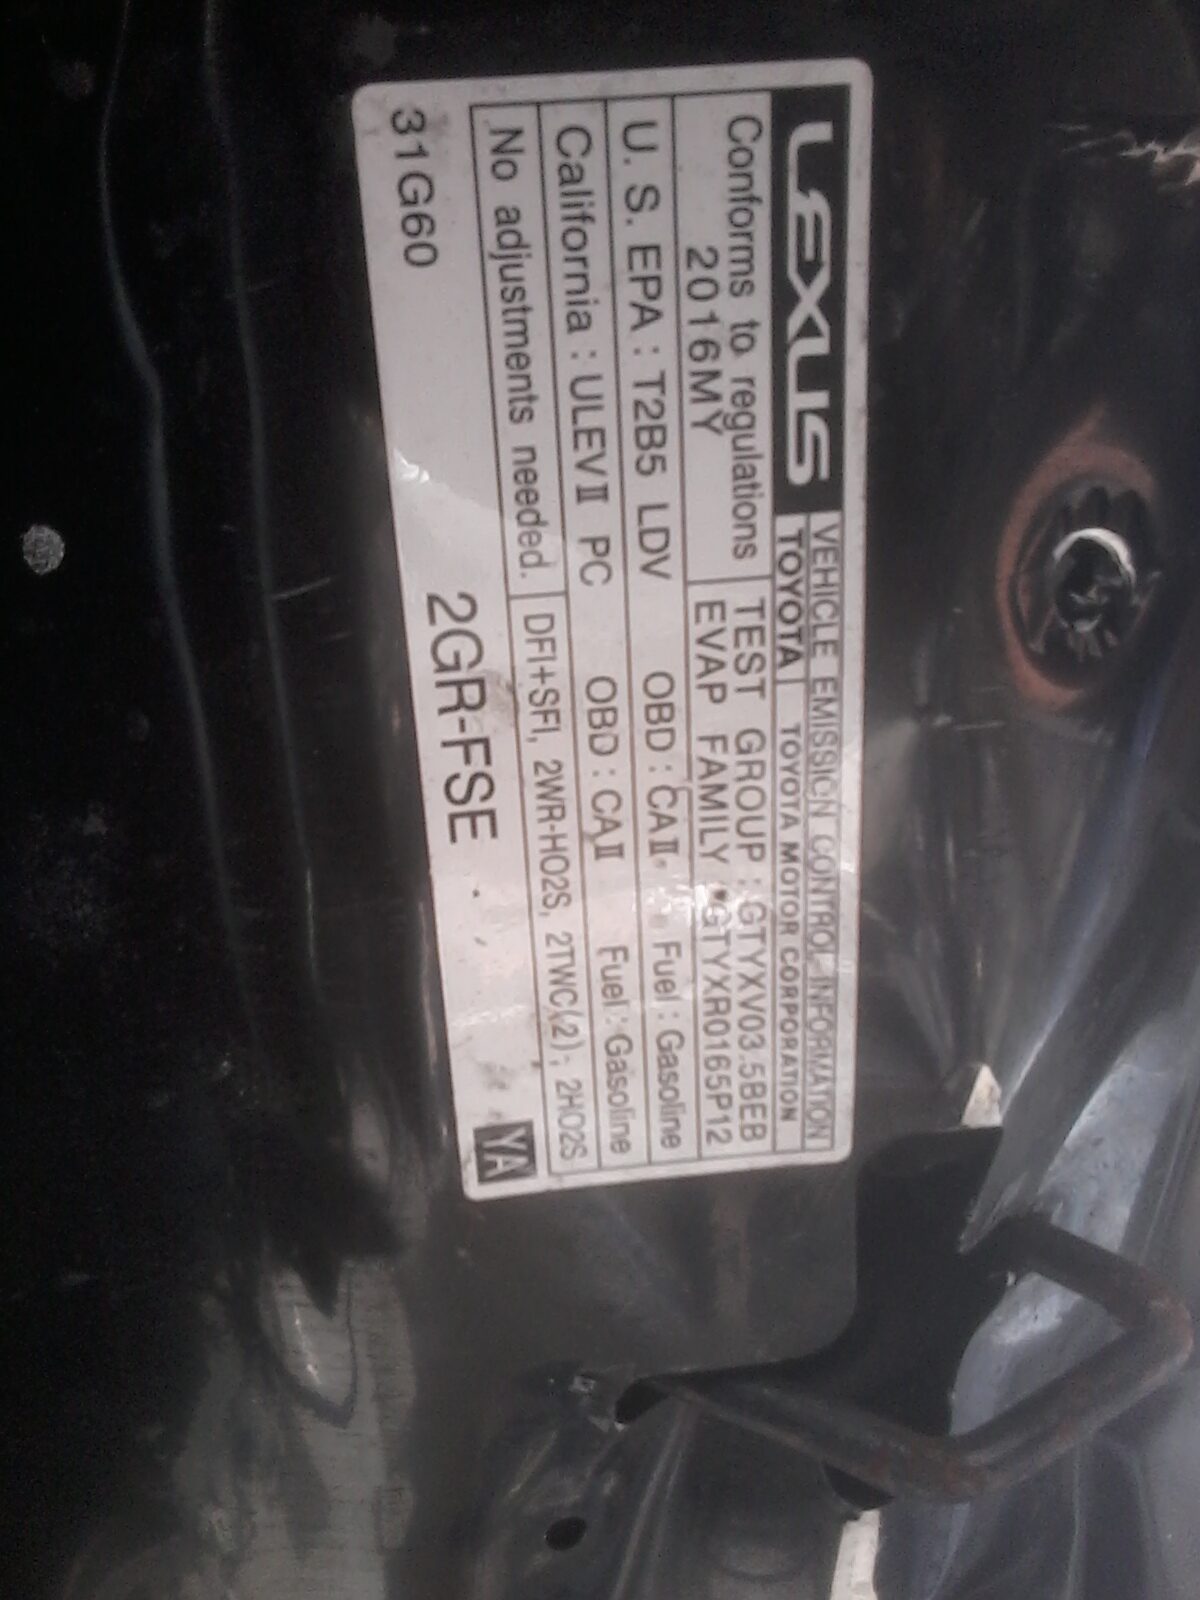 LEXUS VEHICLE EMISSION CONTROL INFORMATION
TOYOTA TOYOTA MOTOR CORPORATION
Conforms to regulations TEST GROUP : GTYXV03.5BEB
2016MY EVAP FAMILY : GTYXR0165P12
U. S. EPA : T2B5 LDV OBD : CAⅡ Fuel : Gasoline
California : ULEVⅡ PC OBD : CAⅡ Fuel : Gasoline
No adjustments needed. DFI+SFI, 2WR-HO2S, 2TWC(2), 2HO2S
31G60 2GR-FSE YA